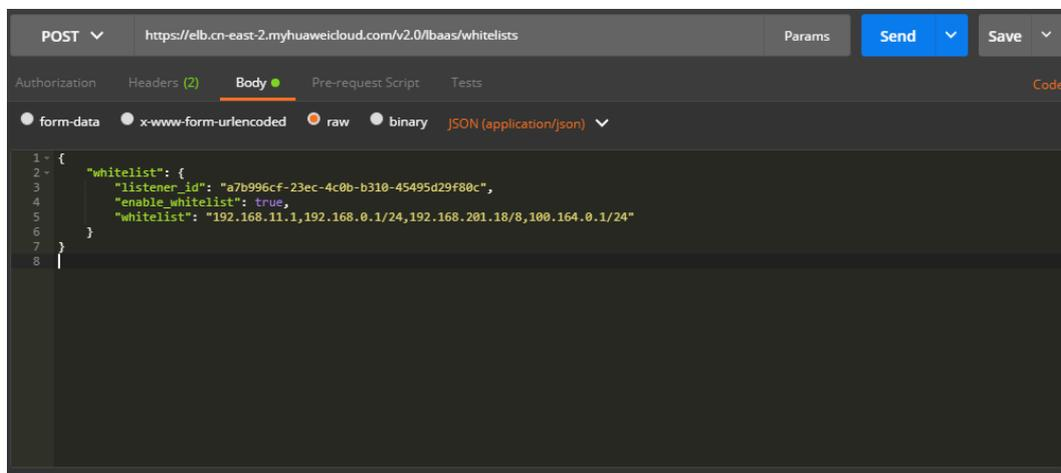 POST https://elb.cn-east-2.myhuaweicloud.com/v2.0/lbaas/whitelists Params Send Save
Authorization Headers (2) Body Pre-request Script Tests Code
form-data x-www-form-urlencoded raw binary JSON (application/json)
1 {
2 "whitelist": {
3 "listener_id": "a7b996cf-23ec-4c0b-b310-45495d29f80c",
4 "enable_whitelist": true,
5 "whitelist": "192.168.11.1,192.168.0.1/24,192.168.201.18/8,100.164.0.1/24"
6 }
7 }
8